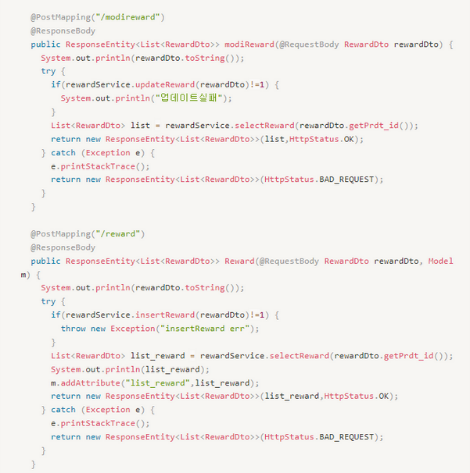 @PostMapping("/modireward")
@ResponseBody
public ResponseEntity<List<RewardDto>> modiReward(@RequestBody RewardDto rewardDto) {
System.out.println(rewardDto.toString());
try {
if(rewardService.updateReward(rewardDto)!=1) {
System.out.println("업데이트실패");
}
List<RewardDto> list = rewardService.selectReward(rewardDto.getPrdt_id());
return new ResponseEntity<List<RewardDto>>(list,HttpStatus.OK);
} catch (Exception e) {
e.printStackTrace();
return new ResponseEntity<List<RewardDto>>(HttpStatus.BAD_REQUEST);
}
}
@PostMapping("/reward")
@ResponseBody
public ResponseEntity<List<RewardDto>> Reward(@RequestBody RewardDto rewardDto, Model
m) {
System.out.println(rewardDto.toString());
try {
if(rewardService.insertReward(rewardDto)!=1) {
throw new Exception("insertReward err");
}
List<RewardDto> list_reward = rewardService.selectReward(rewardDto.getPrdt_id());
System.out.println(list_reward);
m.addAttribute("list_reward",list_reward);
return new ResponseEntity<List<RewardDto>>(list_reward,HttpStatus.OK);
} catch (Exception e) {
e.printStackTrace();
return new ResponseEntity<List<RewardDto>>(HttpStatus.BAD_REQUEST);
}
}